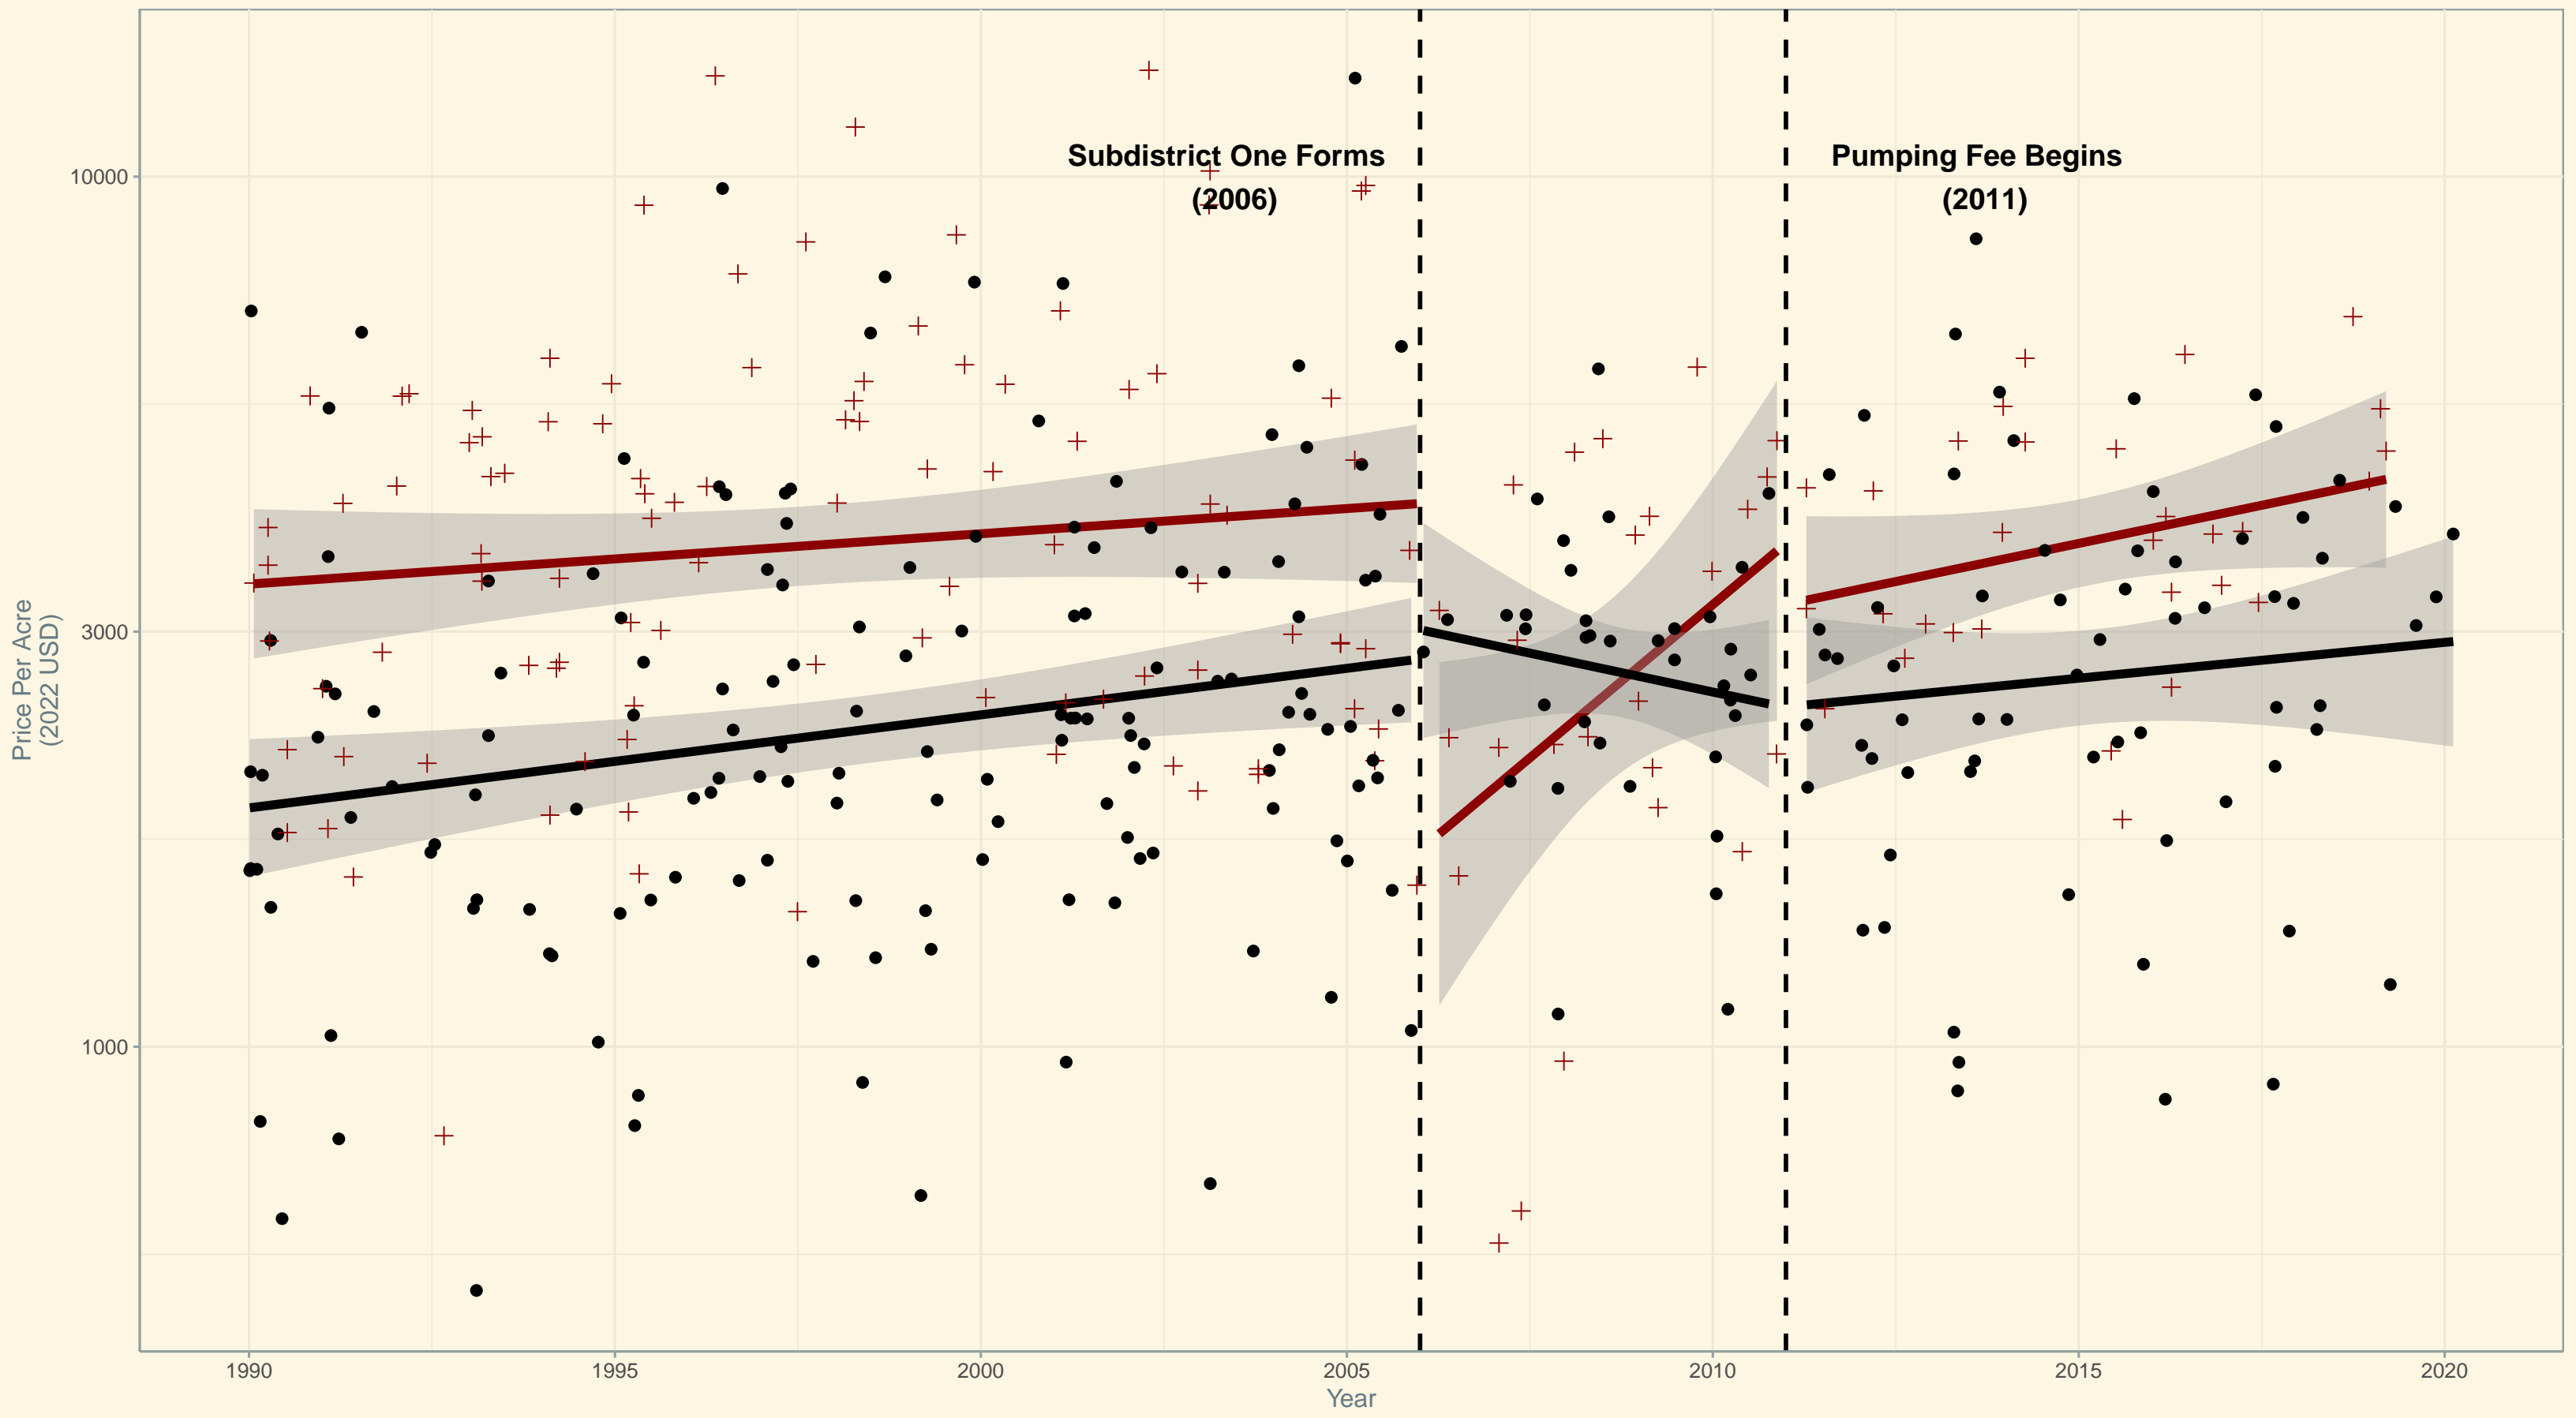 Subdistrict One Forms
(2006)
Pumping Fee Begins
(2011)
10000
3000
1000
Price Per Acre
(2022 USD)
1990
1995
2000
2005
2010
2015
2020
Year